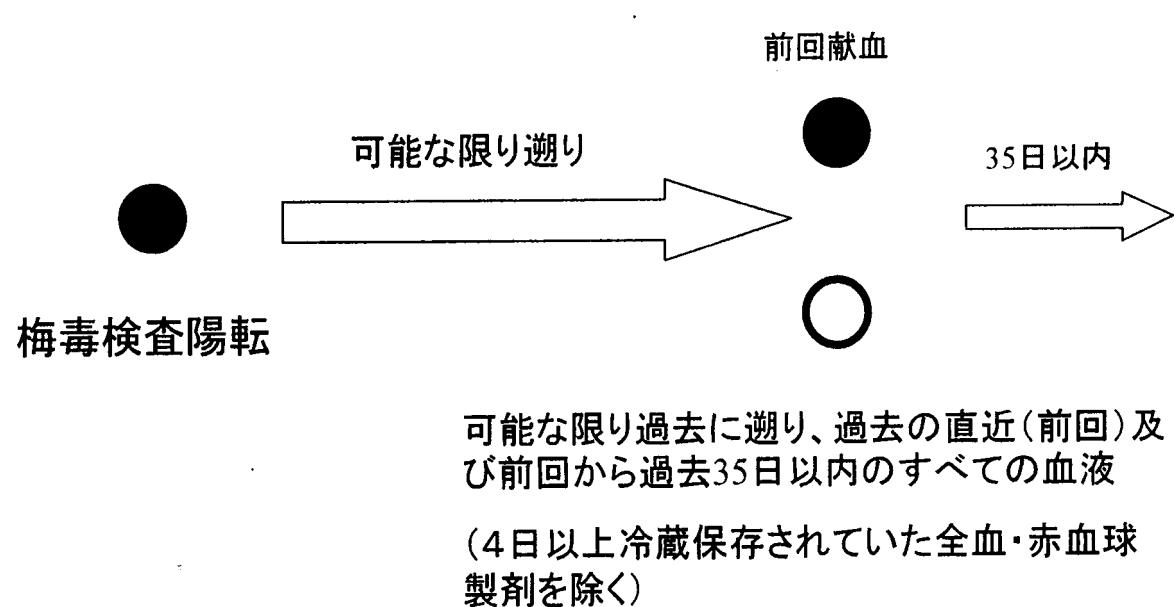 前回献血
可能な限り遡り
35日以内
梅毒検査陽転
可能な限り過去に遡り、過去の直近(前回)及
び前回から過去35日以内のすべての血液
(4日以上冷蔵保存されていた全血・赤血球
製剤を除く)